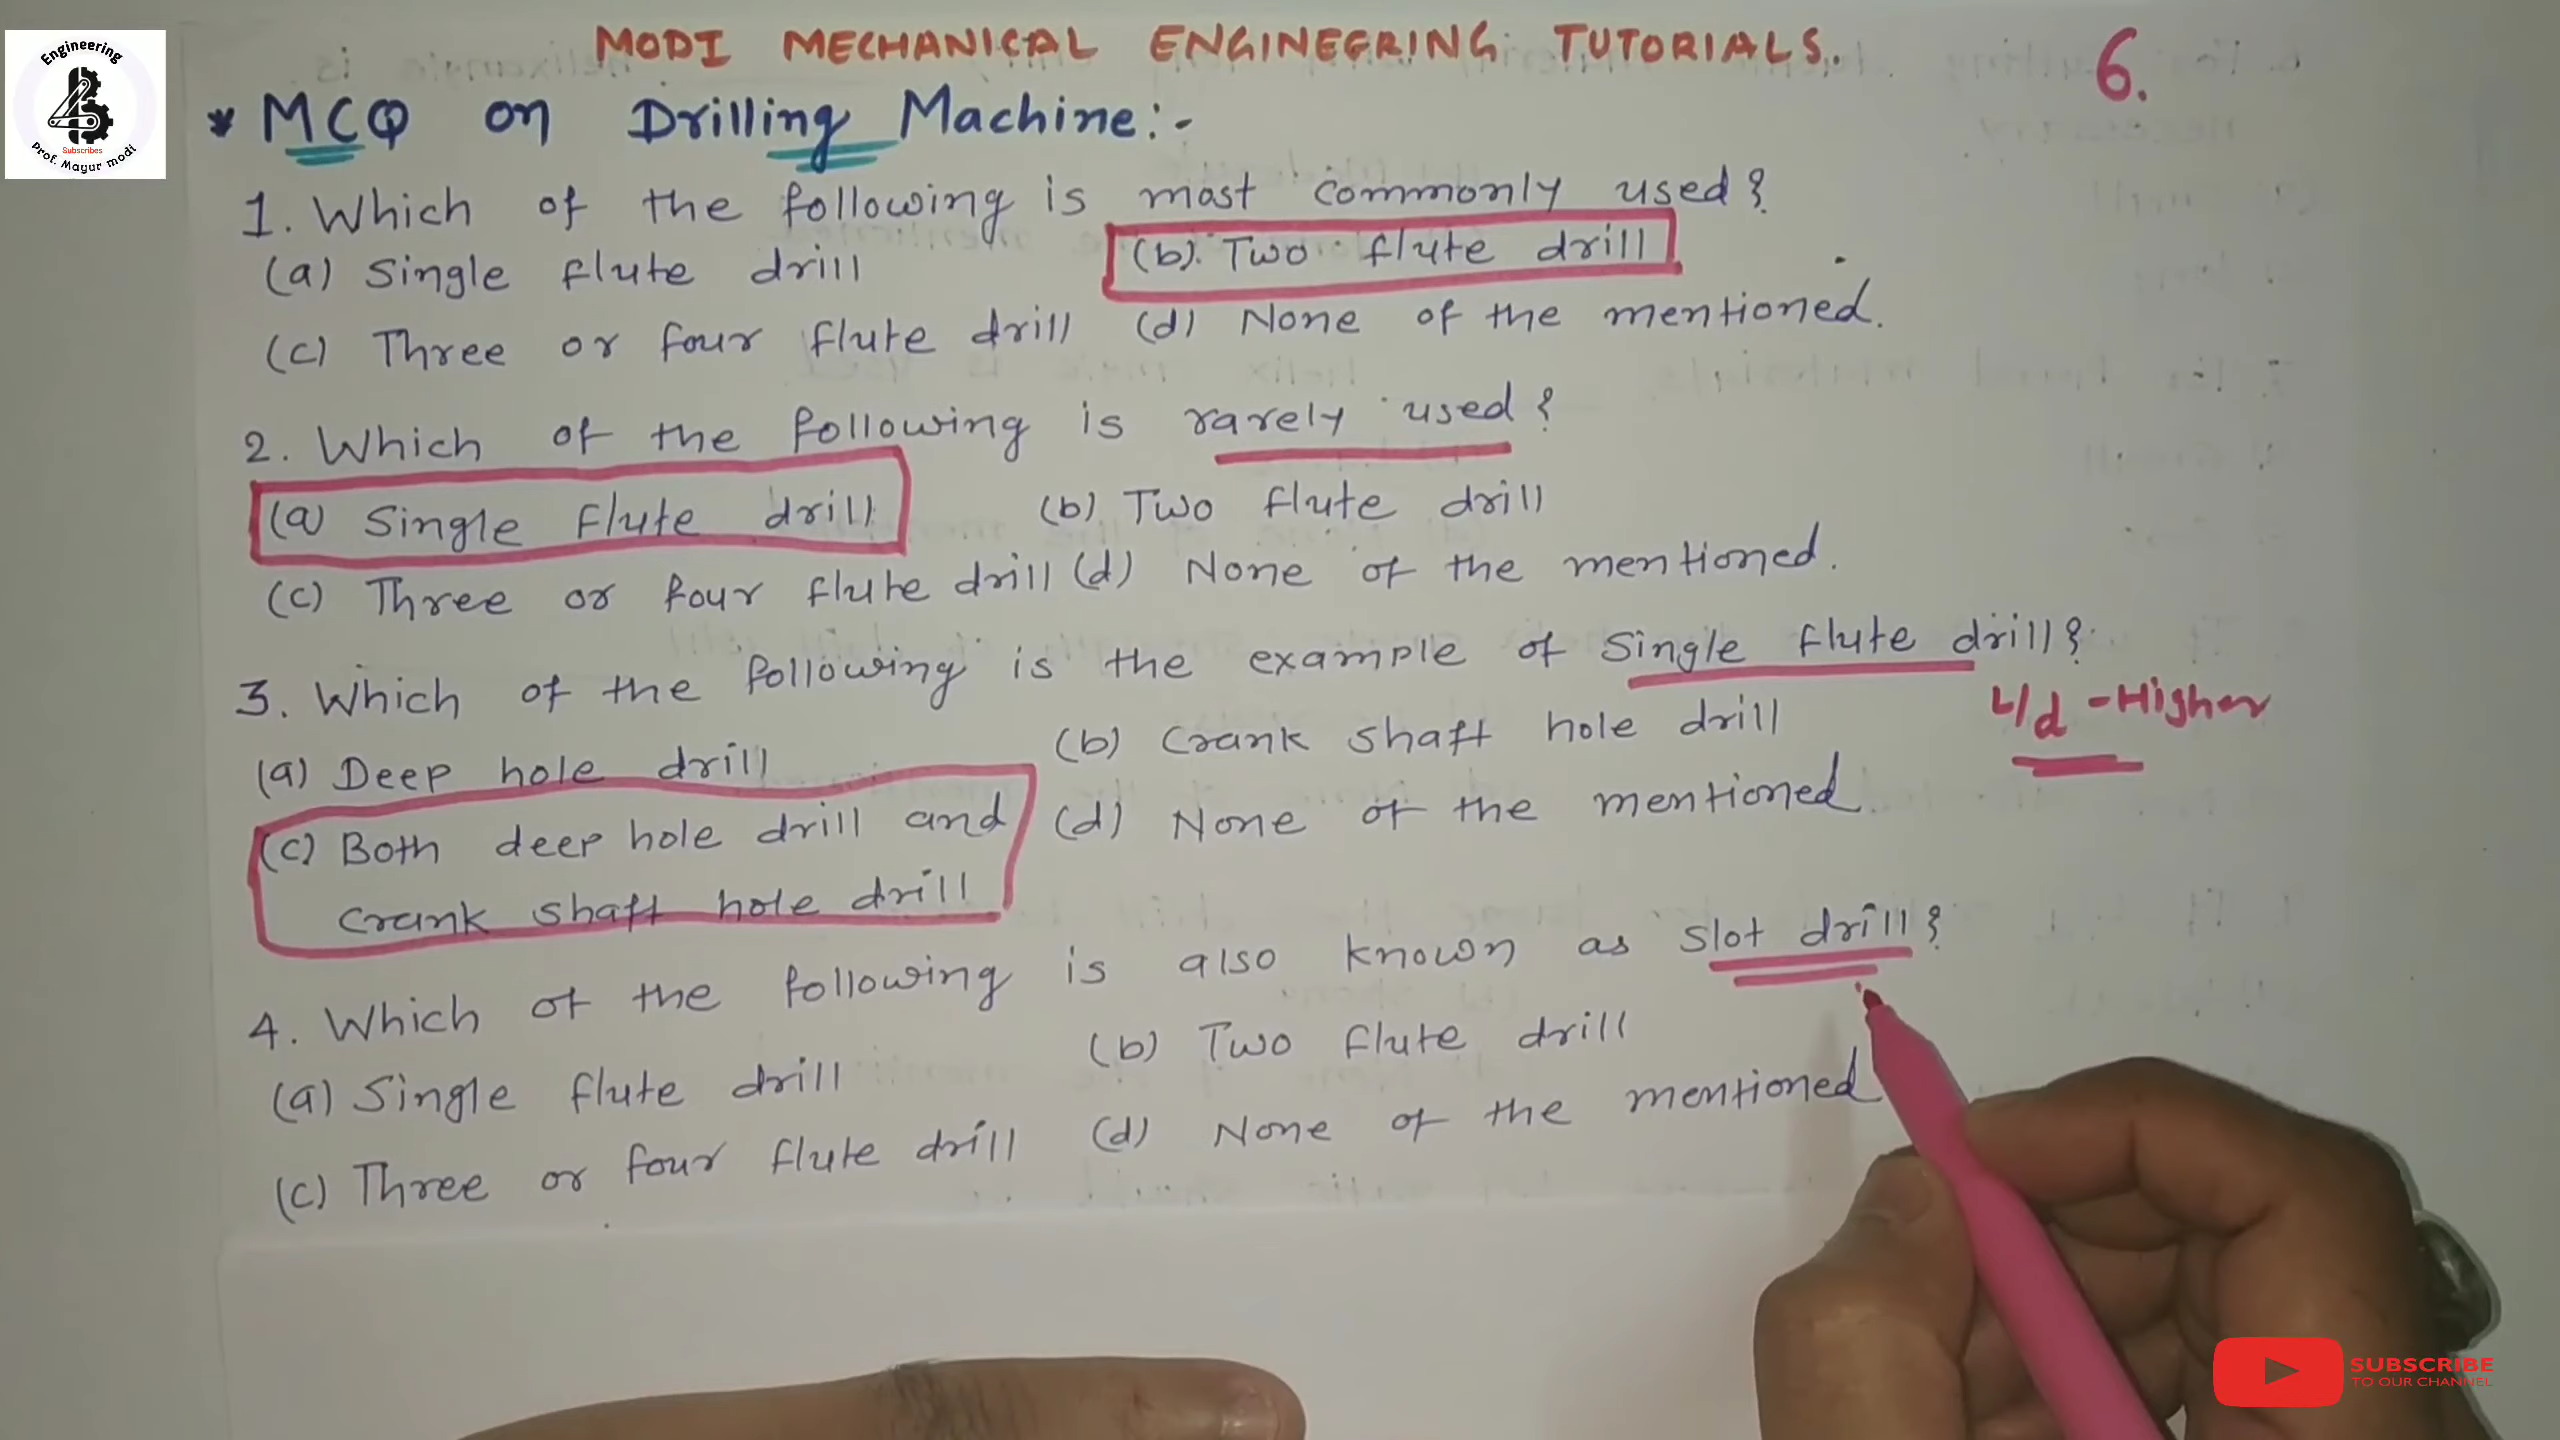 Engineering
Subscribes
Prof. Mayur modi
MODI MECHANICAL ENGINEERING TUTORIALS.
6.
* MCQ on Drilling Machine:-
1. Which of the following is most commonly used?
(a) Single flute drill (b). Two flute drill
(c) Three or four flute drill (d) None of the mentioned.
2. Which of the following is rarely used?
(a) Single flute drill (b) Two flute drill
(c) Three or four flute drill (d) None of the mentioned.
3. Which of the following is the example of Single flute drill?
L/d - Higher
(a) Deep hole drill (b) Crank shaft hole drill
(c) Both deep hole drill and (d) None of the mentioned
crank shaft hole drill
4. Which of the following is also known as slot drill?
(a) Single flute drill (b) Two flute drill
(c) Three or four flute drill (d) None of the mentioned
SUBSCRIBE
TO OUR CHANNEL